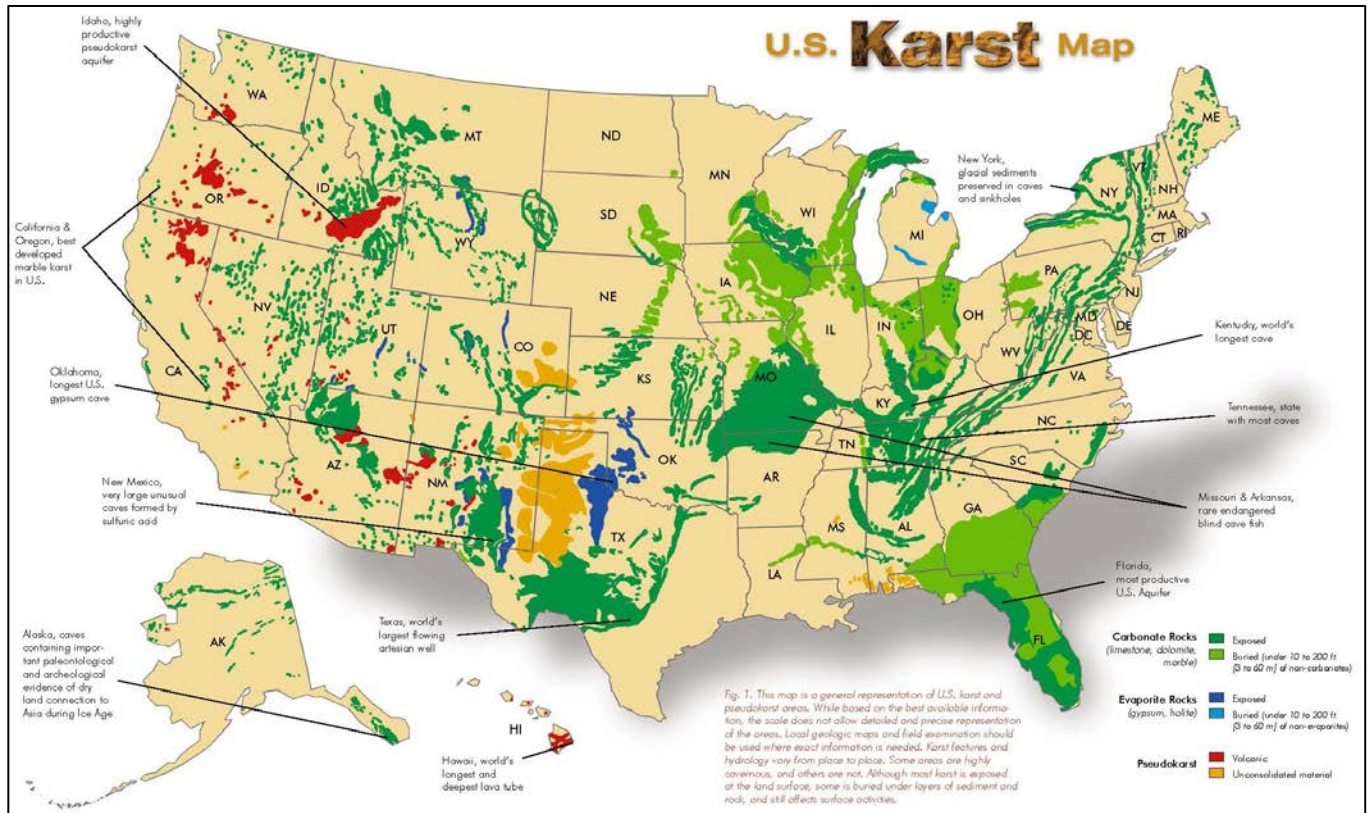 U.S. Karst Map
Idaho, highly
productive
pseudokarst
aquifer
WA
MT
ND
MN
ME
OR
ID
WY
SD
WI
MI
New York,
glacial sediments
preserved in caves
and sinkholes
NY
VT
NH
MA
CT
RI
California &
Oregon, best
developed
marble karst
in U.S.
NV
UT
CO
NE
IA
IL
IN
OH
PA
NJ
MD
DE
DC
WV
VA
Kentucky, world's
longest cave
CA
Oklahoma,
longest U.S.
gypsum cave
KS
MO
KY
Tennessee, state
with most caves
AZ
NM
OK
AR
TN
NC
SC
New Mexico,
very large unusual
caves formed by
sulfuric acid
TX
LA
MS
AL
GA
Missouri & Arkansas,
rare endangered
blind cave fish
Florida,
most productive
U.S. Aquifer
FL
AK
Alaska, caves
containing impor-
tant paleontological
and archeological
evidence of dry
land connection to
Asia during Ice Age
Texas, world's
largest flowing
artesian well
HI
Hawaii, world's
longest and
deepest lava tube
Fig. 1. This map is a general representation of U.S. karst and
pseudokarst areas. While based on the best available informa-
tion, the scale does not allow detailed and precise representation
of the areas. Local geologic maps and field examination should
be used where exact information is needed. Karst features and
hydrology vary from place to place. Some areas are highly
cavernous, and others are not. Although most karst is exposed
at the land surface, some is buried under layers of sediment and
rock, and still affects surface activities.
Carbonate Rocks
(limestone, dolomite,
marble)
Exposed
Buried (under 10 to 200 ft
[3 to 60 m] of non-carbonates)
Evaporite Rocks
(gypsum, halite)
Exposed
Buried (under 10 to 200 ft
[3 to 60 m] of non-evaporites)
Pseudokarst
Volcanic
Unconsolidated material